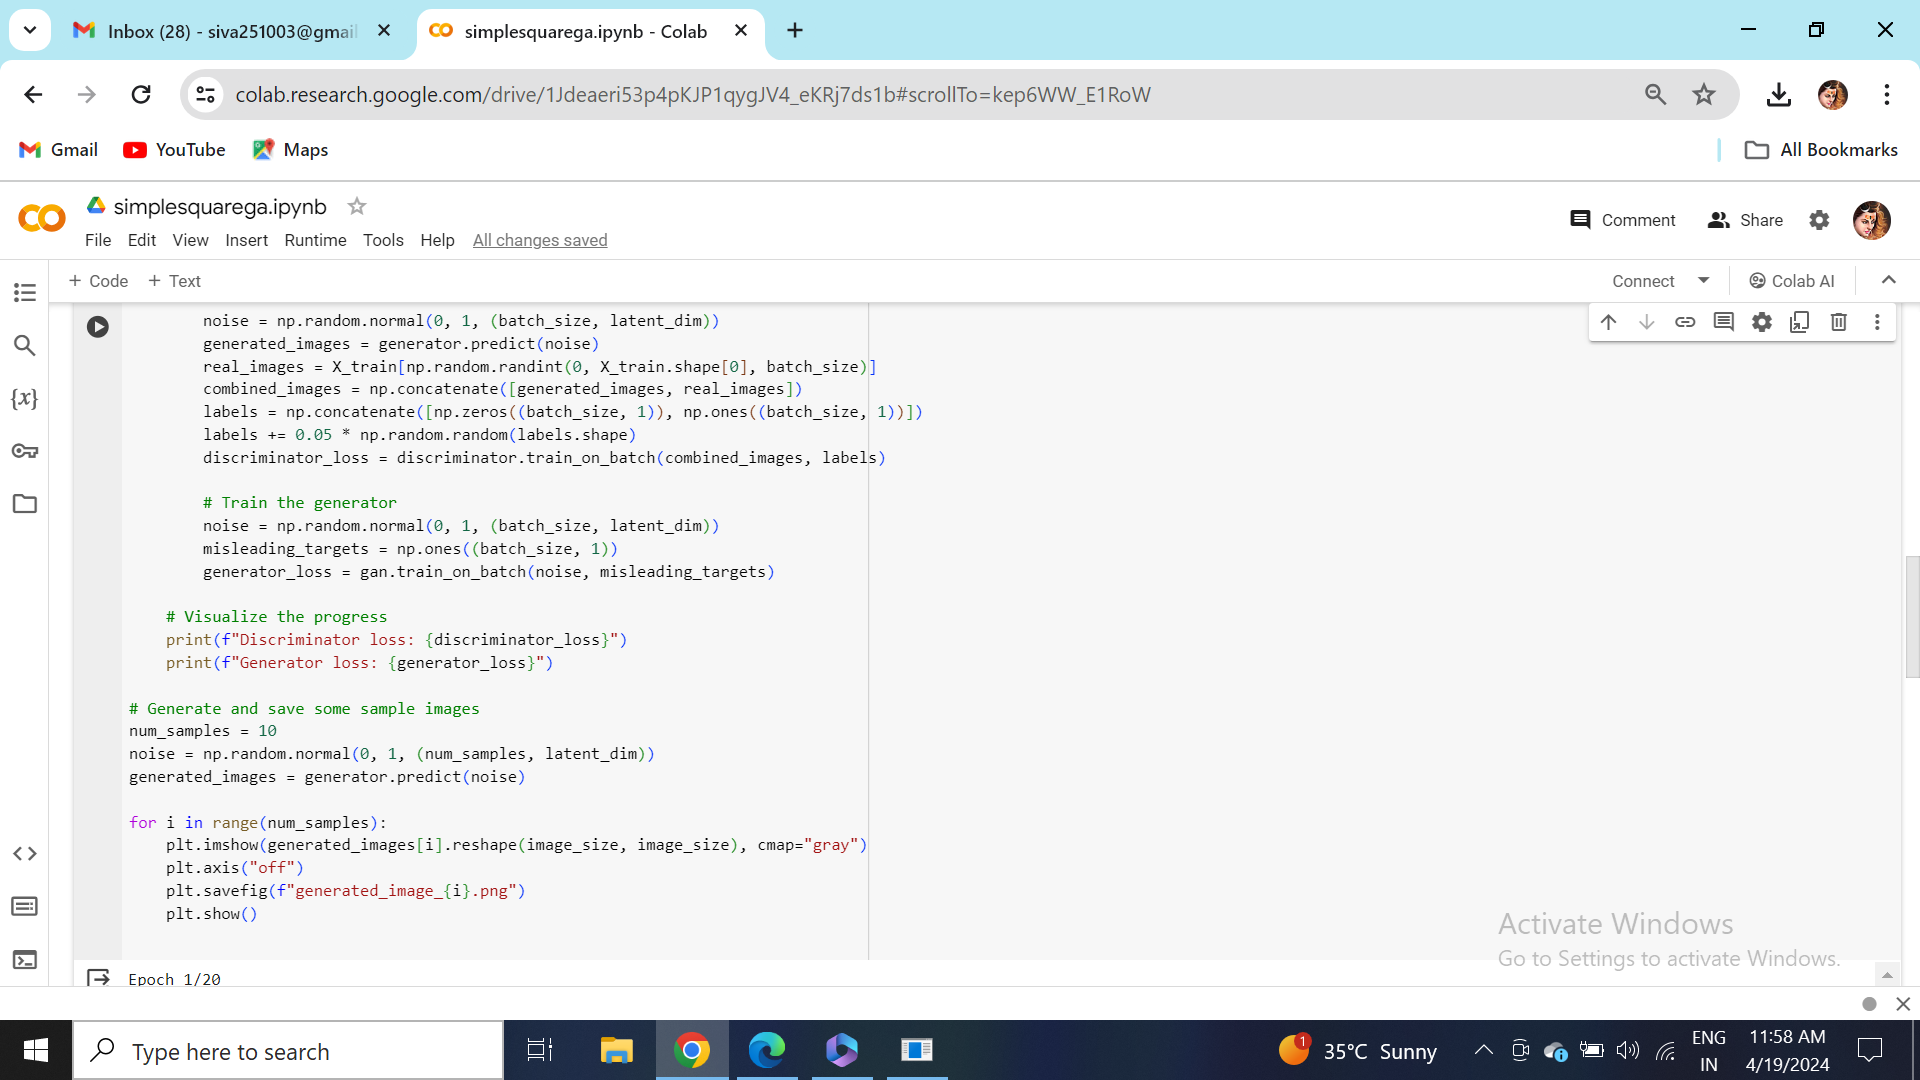 Inbox (28) - siva251003@gmai
simplesquarega.ipynb - Colab
colab.research.google.com/drive/1Jdeaeri53p4pKJP1qygJV4_eKRj7ds1b#scrollTo=kep6WW_E1RoW
Gmail YouTube Maps All Bookmarks
simplesquarega.ipynb
Comment Share
File Edit View Insert Runtime Tools Help All changes saved
+ Code + Text Connect Colab AI
noise = np.random.normal(0, 1, (batch_size, latent_dim))
generated_images = generator.predict(noise)
real_images = X_train[np.random.randint(0, X_train.shape[0], batch_size)]
combined_images = np.concatenate([generated_images, real_images])
labels = np.concatenate([np.zeros((batch_size, 1)), np.ones((batch_size, 1))])
labels += 0.05 * np.random.random(labels.shape)
discriminator_loss = discriminator.train_on_batch(combined_images, labels)
# Train the generator
noise = np.random.normal(0, 1, (batch_size, latent_dim))
misleading_targets = np.ones((batch_size, 1))
generator_loss = gan.train_on_batch(noise, misleading_targets)
# Visualize the progress
print(f"Discriminator loss: {discriminator_loss}")
print(f"Generator loss: {generator_loss}")
# Generate and save some sample images
num_samples = 10
noise = np.random.normal(0, 1, (num_samples, latent_dim))
generated_images = generator.predict(noise)
for i in range(num_samples):
plt.imshow(generated_images[i].reshape(image_size, image_size), cmap="gray")
plt.axis("off")
plt.savefig(f"generated_image_{i}.png")
plt.show()
Activate Windows
Go to Settings to activate Windows.
Epoch 1/20
Type here to search
1
35°C Sunny
ENG
IN
11:58 AM
4/19/2024